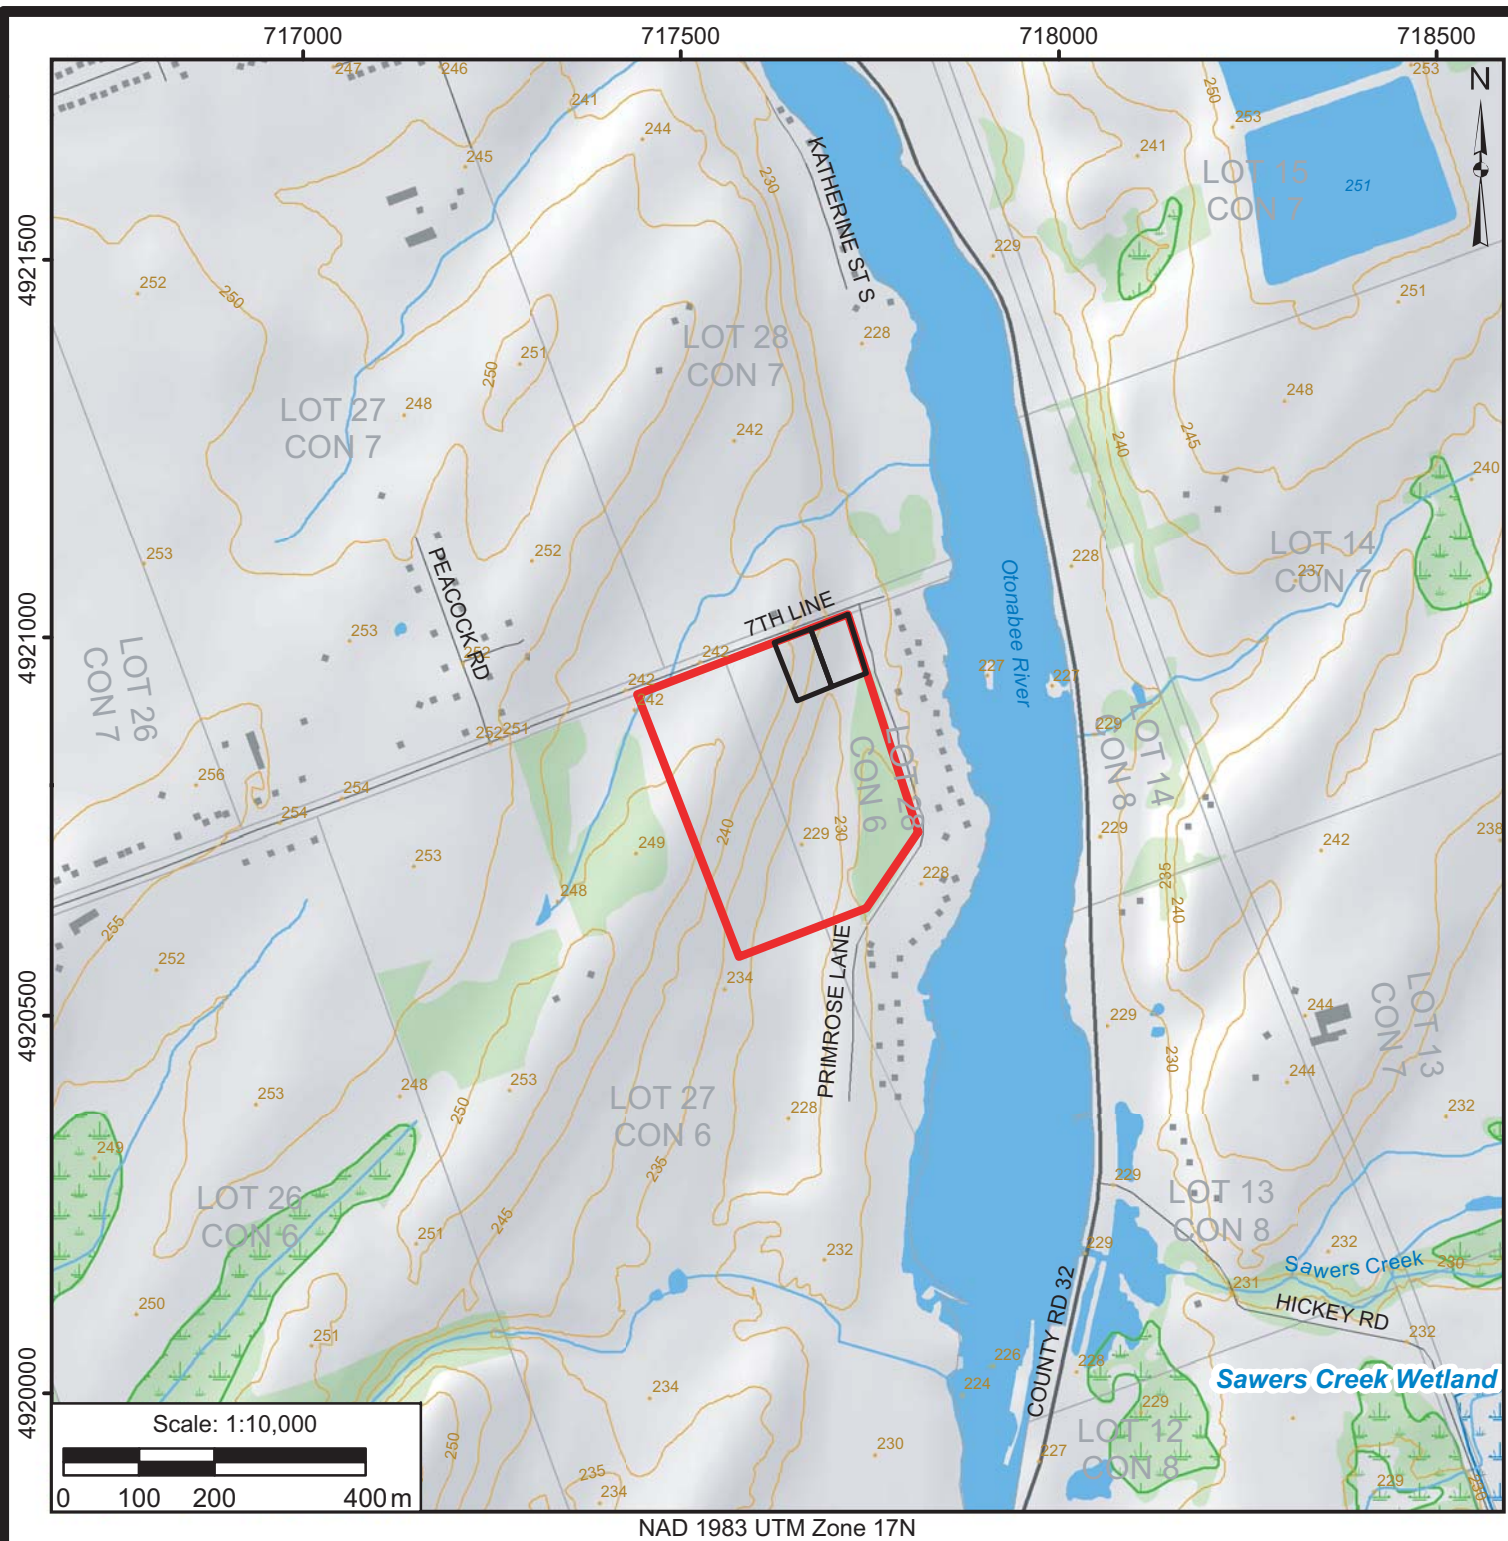 717000 717500 718000 718500
247 246 253
N
241 250
244 253
241
245
KATHERINE ST S
230
LOT 15
CON 7
251
4921500
229
252
250
251
228
LOT 28
CON 7
251
250
248
LOT 27
CON 7
248
242
240
245
240
253
252
228
LOT 14
CON 7
237
PEACOCK RD
Otonabee River
4921000
7TH LINE
253
252
242
227
227
LOT 26
CON 7
242
242
252
251
229
LOT 14
CON 8
LOT 28
CON 6
256
254
254
240
229
230
229
238
242
253
249
228
235
240
248
255
252
234
PRIMROSE LANE
LOT 13
CON 7
244
4920500
229
230
244
253
248
253
250
228
232
LOT 27
CON 6
249
235
229
LOT 26
CON 6
LOT 13
CON 8
245
251
232
229
232
Sawers Creek
230
231
250
HICKEY RD
251
232
COUNTY RD 32
226
228
224
Sawers Creek Wetland
234
4920000
229
LOT 12
CON 8
Scale: 1:10,000
250
230
227
235
234
229
230
0 100 200 400 m
NAD 1983 UTM Zone 17N